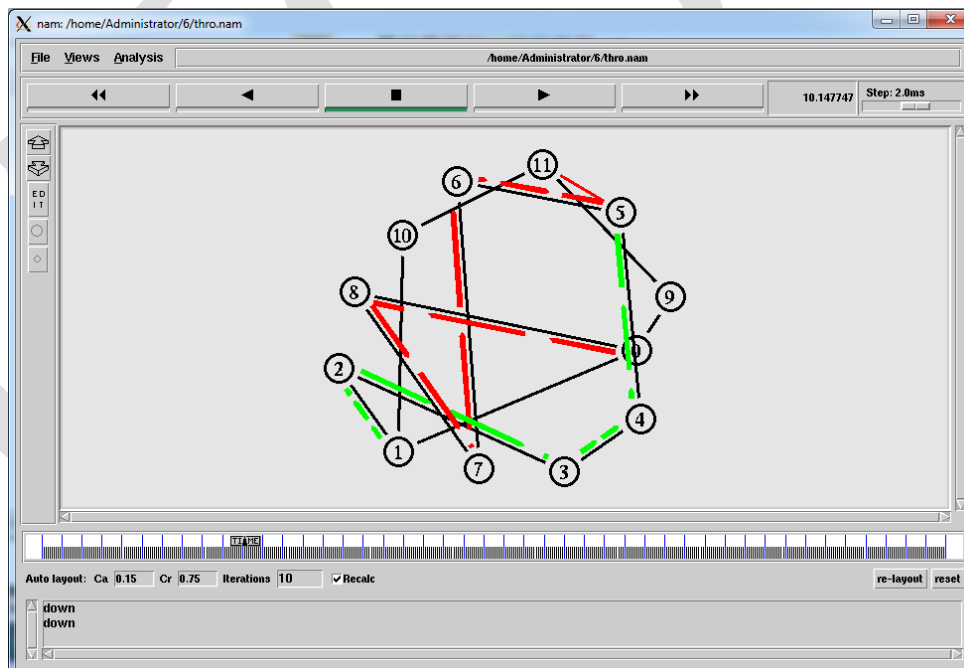 nam: /home/Administrator/6/thro.nam
File Views Analysis /home/Administrator/6/thro.nam
10.147747 Step: 2.0ms
11
6
5
10
8
9
0
2
4
1
7
3
E D
I T
TIME
Auto layout: Ca 0.15 Cr 0.75 Iterations 10 Recalc re-layout reset
down
down